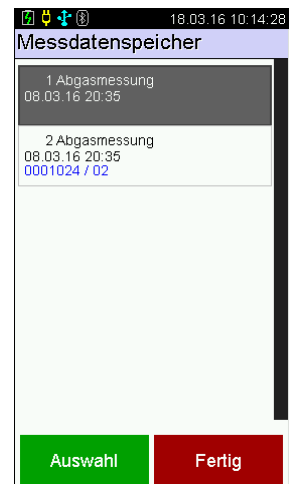 18.03.16 10:14:28
Messdatenspeicher
1 Abgasmessung
08.03.16 20:35
2 Abgasmessung
08.03.16 20:35
0001024 / 02
Auswahl
Fertig